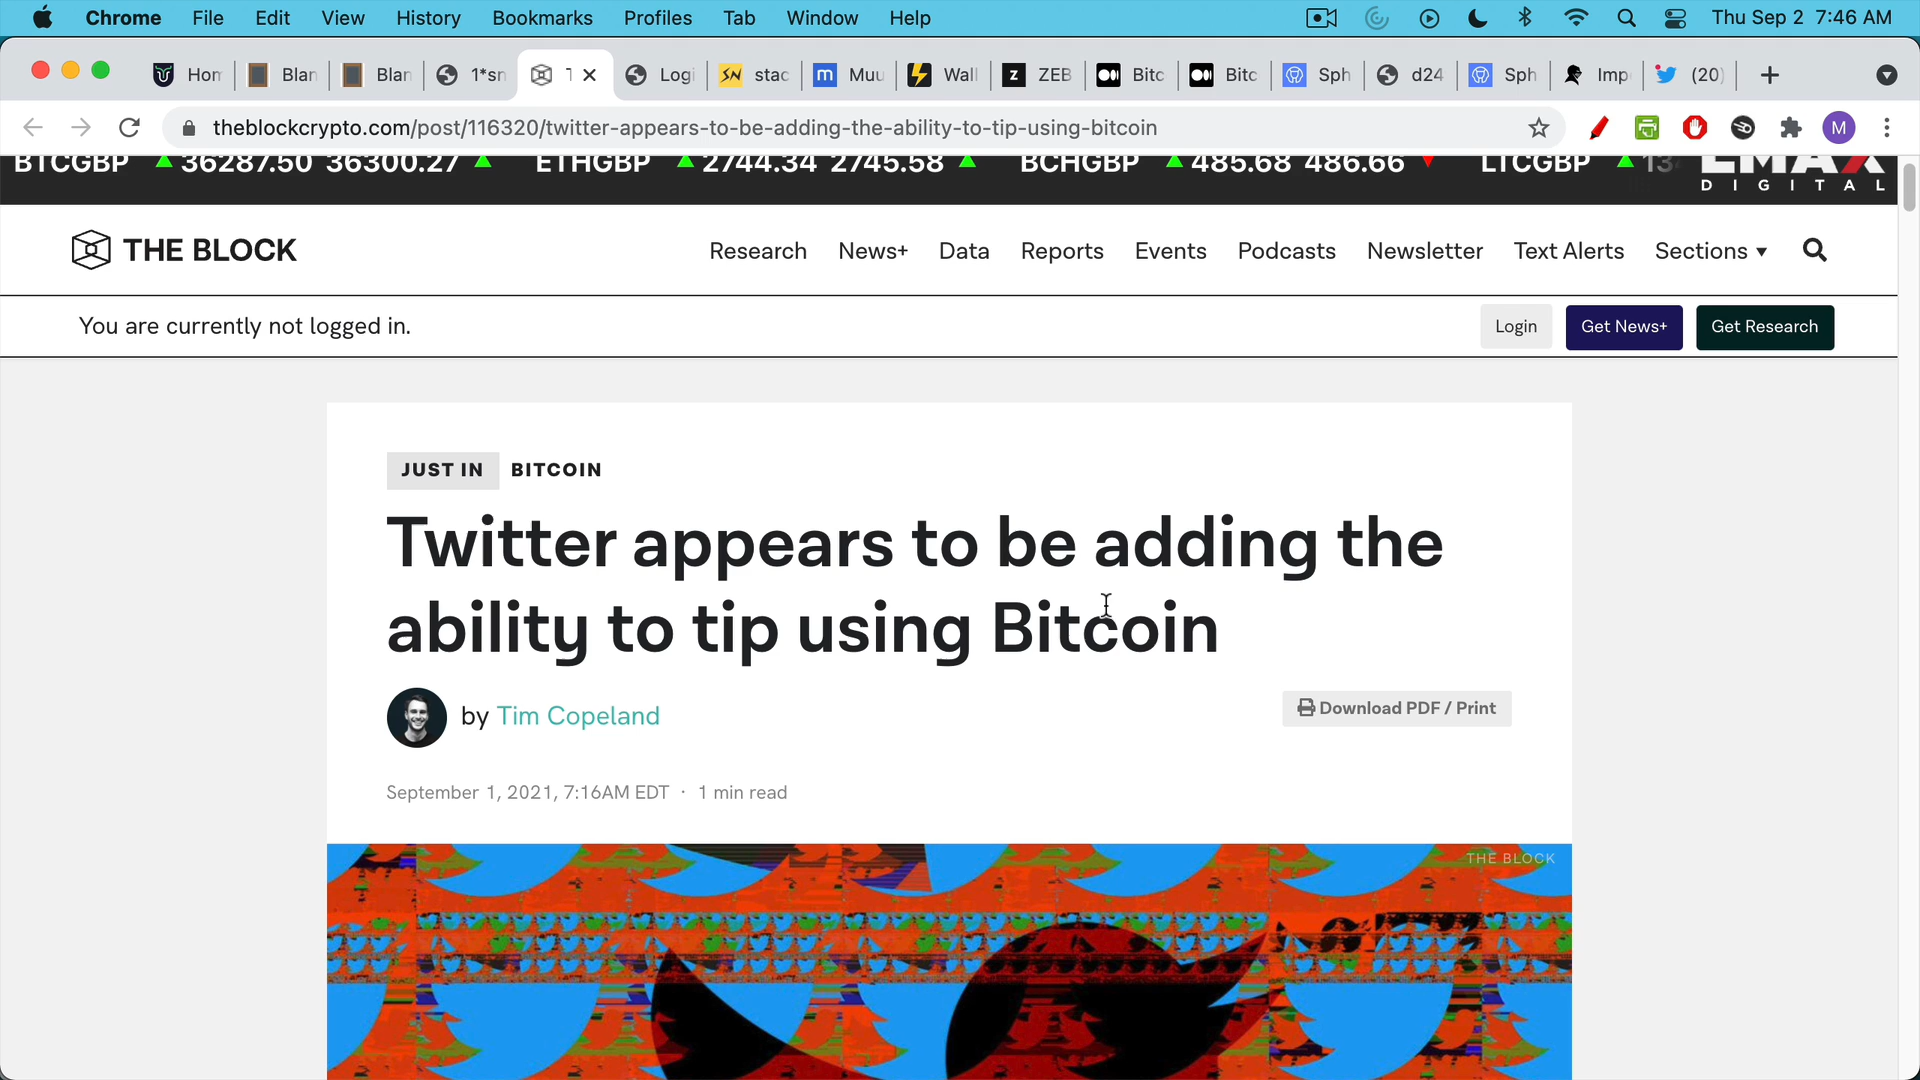 Chrome File Edit View History Bookmarks Profiles Tab Window Help Thu Sep 2 7:46 AM
Hom Blan Blan 1*sn T Logi stac Muu Wall ZEB Bitc Bitc Sph d24 Sph Imp (20)
theblockcrypto.com/post/116320/twitter-appears-to-be-adding-the-ability-to-tip-using-bitcoin M
BTCGBP 36287.50 36300.27 ETHGBP 2744.34 2745.58 BCHGBP 485.68 486.66 LTCGBP EMAX
DIGITAL
THE BLOCK Research News+ Data Reports Events Podcasts Newsletter Text Alerts Sections
You are currently not logged in. Login Get News+ Get Research
JUST IN BITCOIN
Twitter appears to be adding the
ability to tip using Bitcoin
by Tim Copeland Download PDF / Print
September 1, 2021, 7:16AM EDT · 1 min read
THE BLOCK